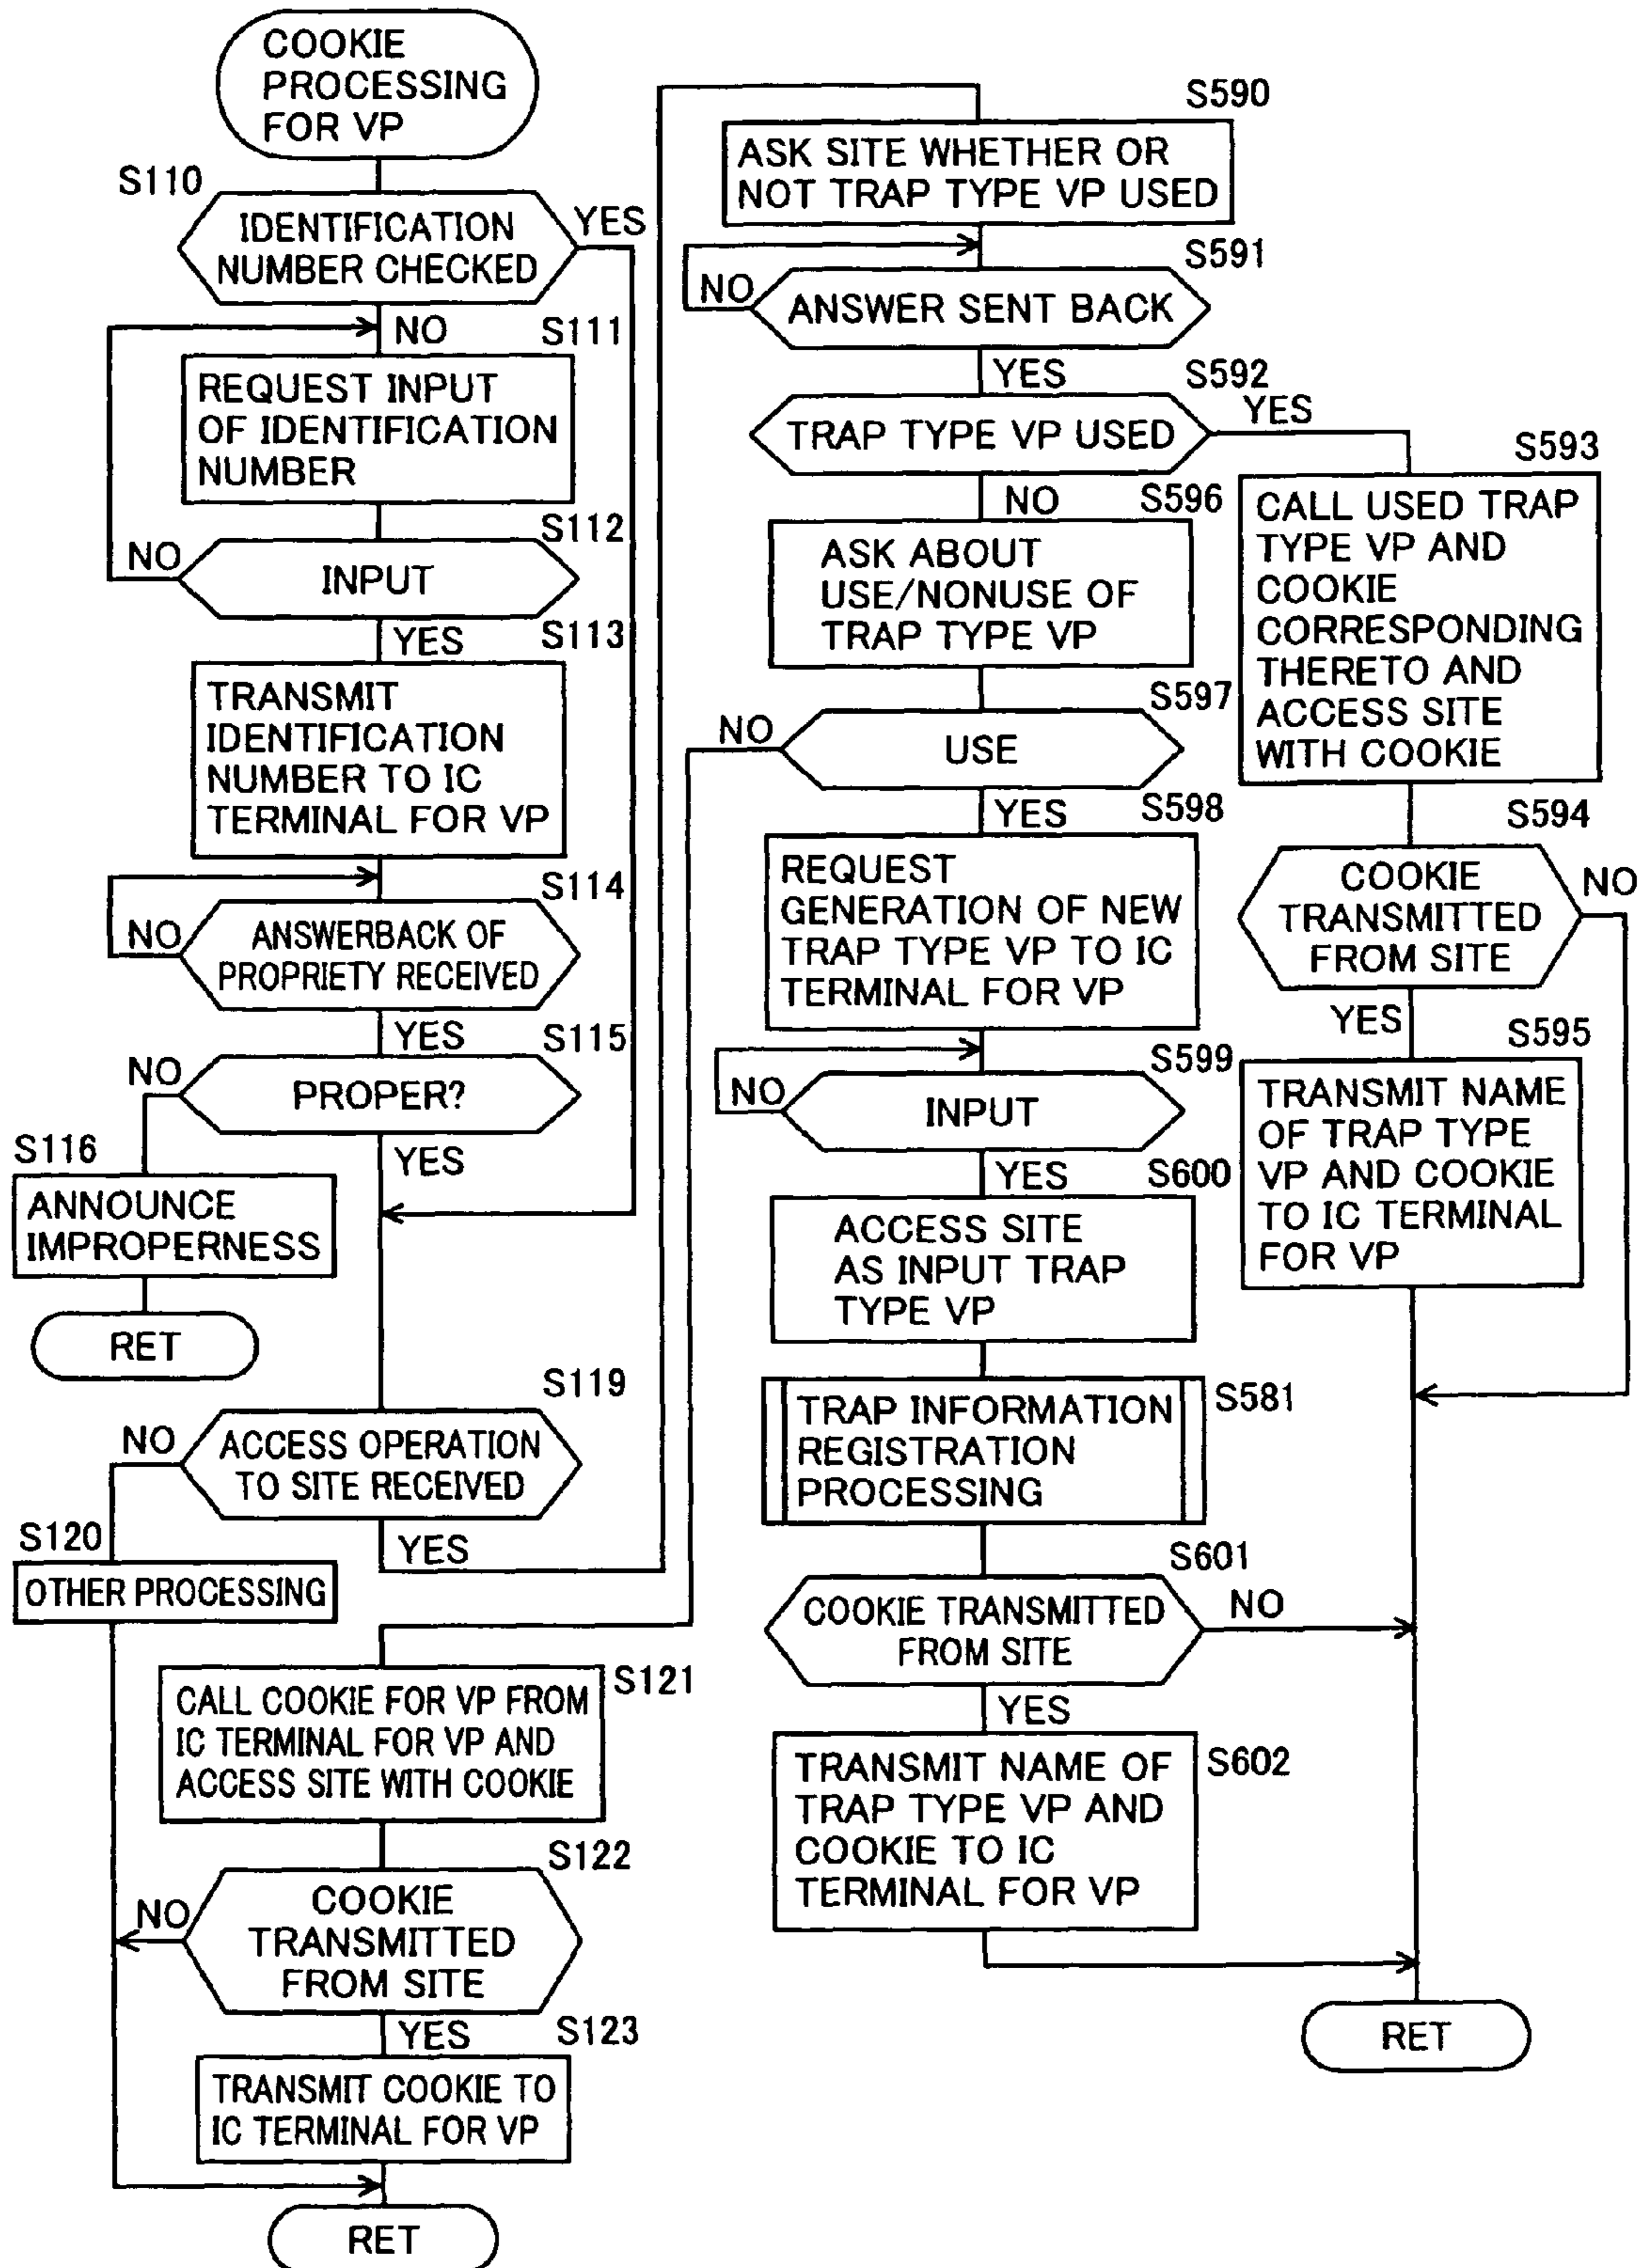 COOKIE
PROCESSING
FOR VP
S110
IDENTIFICATION
NUMBER CHECKED
YES
NO
S111
REQUEST INPUT
OF IDENTIFICATION
NUMBER
S112
NO
INPUT
YES
S113
TRANSMIT
IDENTIFICATION
NUMBER TO IC
TERMINAL FOR VP
S114
NO
ANSWERBACK OF
PROPRIETY RECEIVED
YES
S115
NO
PROPER?
YES
S116
ANNOUNCE
IMPROPERNESS
RET
S119
NO
ACCESS OPERATION
TO SITE RECEIVED
YES
S120
OTHER PROCESSING
S121
CALL COOKIE FOR VP FROM
IC TERMINAL FOR VP AND
ACCESS SITE WITH COOKIE
S122
NO
COOKIE
TRANSMITTED
FROM SITE
YES
S123
TRANSMIT COOKIE TO
IC TERMINAL FOR VP
RET
S590
ASK SITE WHETHER OR
NOT TRAP TYPE VP USED
S591
NO
ANSWER SENT BACK
YES
S592
TRAP TYPE VP USED
YES
NO
S596
ASK ABOUT
USE/NONUSE OF
TRAP TYPE VP
S597
NO
USE
YES
S598
REQUEST
GENERATION OF NEW
TRAP TYPE VP TO IC
TERMINAL FOR VP
S599
NO
INPUT
YES
S600
ACCESS SITE
AS INPUT TRAP
TYPE VP
S581
TRAP INFORMATION
REGISTRATION
PROCESSING
S601
COOKIE TRANSMITTED
FROM SITE
NO
YES
S602
TRANSMIT NAME OF
TRAP TYPE VP AND
COOKIE TO IC
TERMINAL FOR VP
S593
CALL USED TRAP
TYPE VP AND
COOKIE
CORRESPONDING
THERETO AND
ACCESS SITE
WITH COOKIE
S594
COOKIE
TRANSMITTED
FROM SITE
NO
YES
S595
TRANSMIT NAME
OF TRAP TYPE
VP AND COOKIE
TO IC TERMINAL
FOR VP
RET